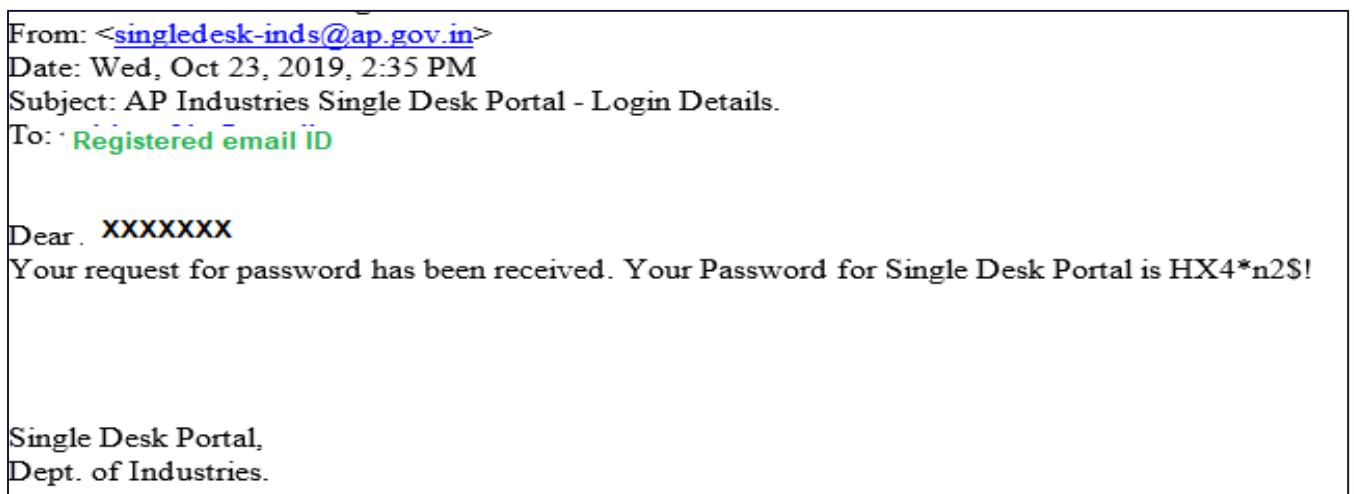 From: <singledesk-inds@ap.gov.in>
Date: Wed, Oct 23, 2019, 2:35 PM
Subject: AP Industries Single Desk Portal - Login Details.
To: Registered email ID
Dear . XXXXXXX
Your request for password has been received. Your Password for Single Desk Portal is HX4*n2$!
Single Desk Portal,
Dept. of Industries.